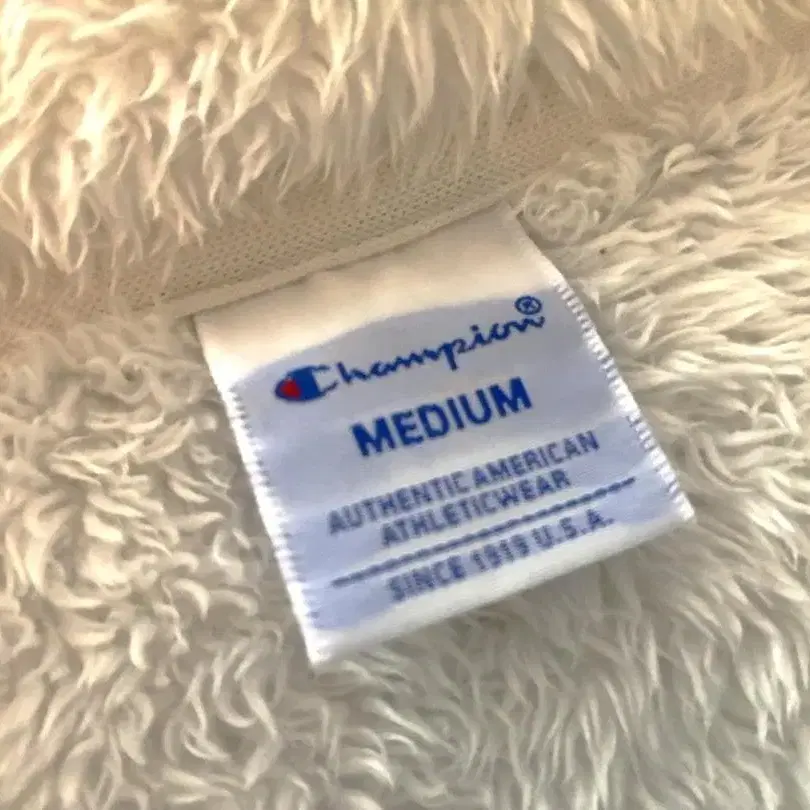 Champion®
MEDIUM
AUTHENTIC AMERICAN
ATHLETICWEAR
SINCE 1919 U.S.A.